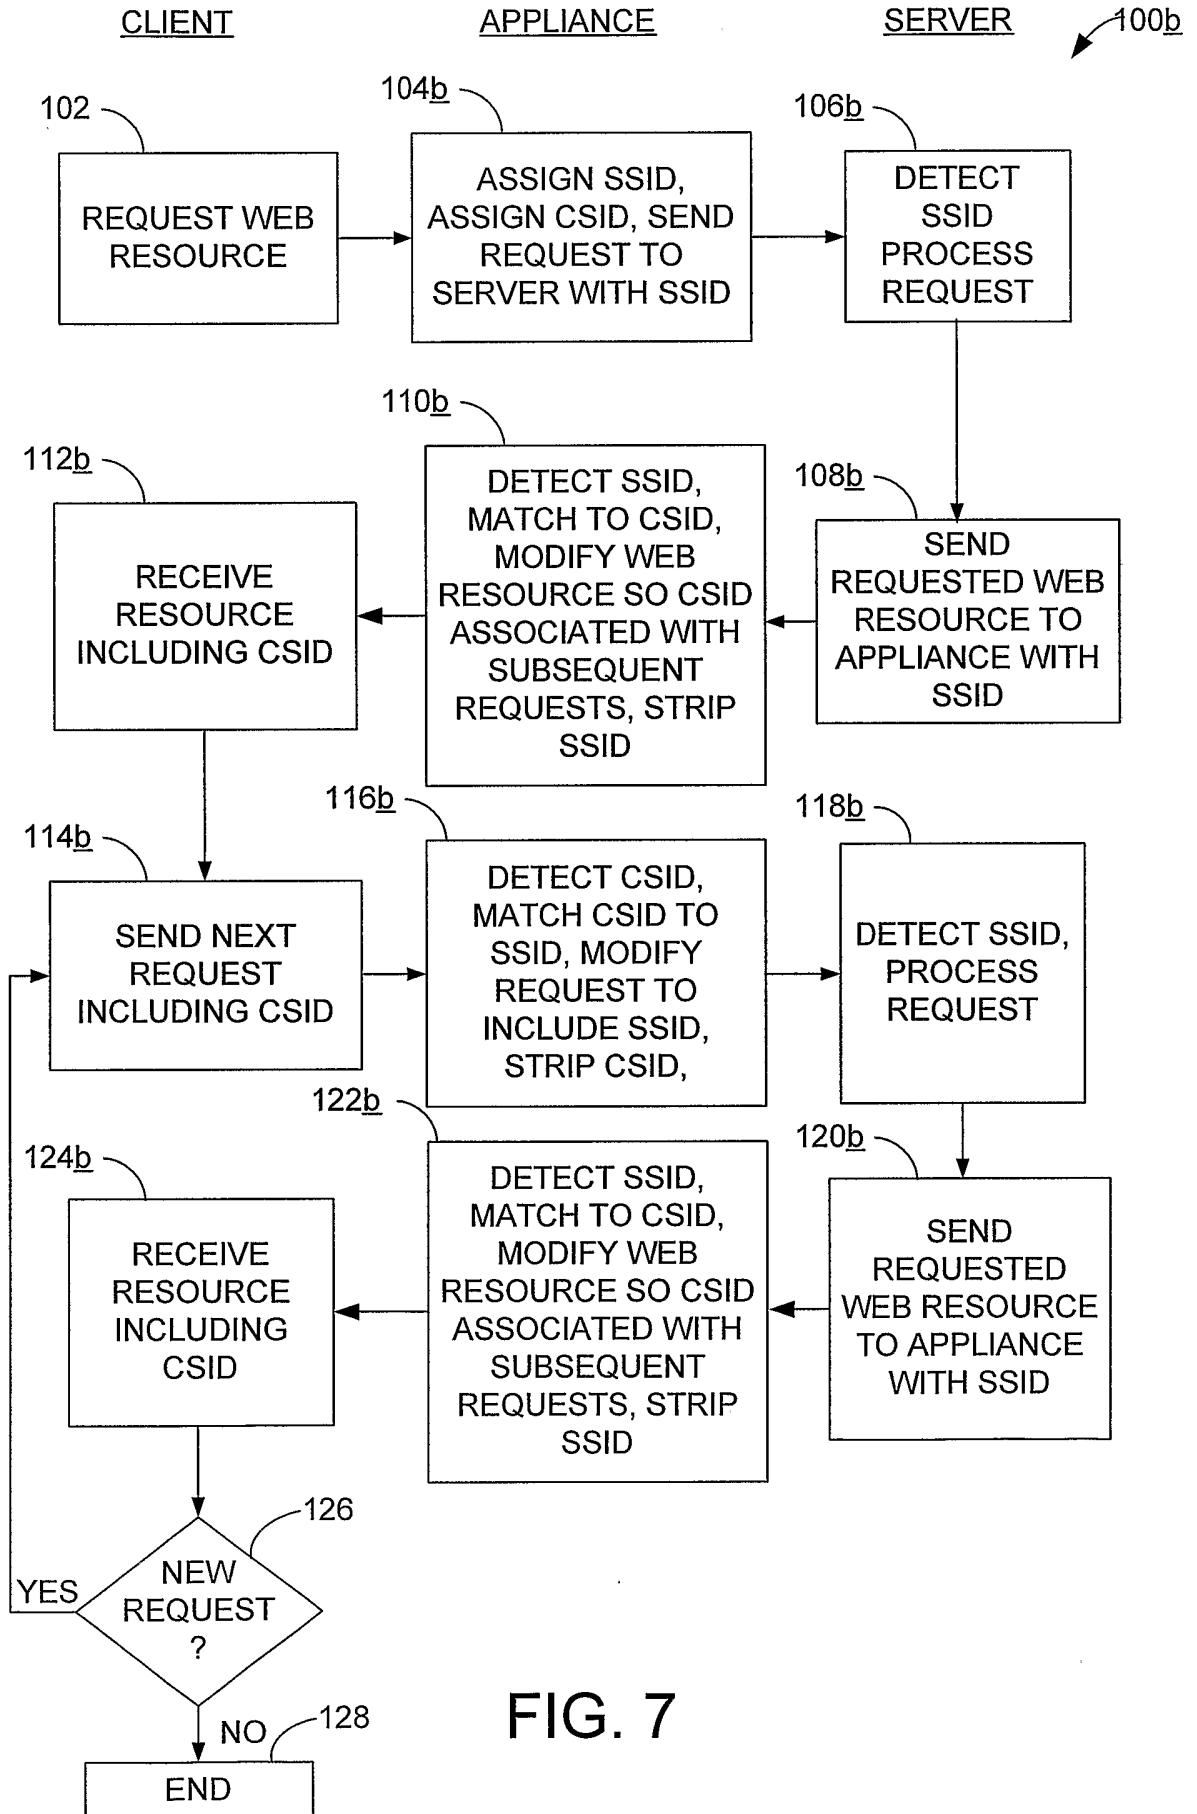 CLIENT
APPLIANCE
SERVER
100b
102
104b
106b
REQUEST WEB
RESOURCE
ASSIGN SSID,
ASSIGN CSID, SEND
REQUEST TO
SERVER WITH SSID
DETECT
SSID
PROCESS
REQUEST
112b
110b
108b
RECEIVE
RESOURCE
INCLUDING CSID
DETECT SSID,
MATCH TO CSID,
MODIFY WEB
RESOURCE SO CSID
ASSOCIATED WITH
SUBSEQUENT
REQUESTS, STRIP
SSID
SEND
REQUESTED WEB
RESOURCE TO
APPLIANCE WITH
SSID
114b
116b
118b
SEND NEXT
REQUEST
INCLUDING CSID
DETECT CSID,
MATCH CSID TO
SSID, MODIFY
REQUEST TO
INCLUDE SSID,
STRIP CSID,
DETECT SSID,
PROCESS
REQUEST
124b
122b
120b
RECEIVE
RESOURCE
INCLUDING
CSID
DETECT SSID,
MATCH TO CSID,
MODIFY WEB
RESOURCE SO CSID
ASSOCIATED WITH
SUBSEQUENT
REQUESTS, STRIP
SSID
SEND
REQUESTED
WEB RESOURCE
TO APPLIANCE
WITH SSID
126
YES
NEW
REQUEST
?
NO
128
END
FIG. 7